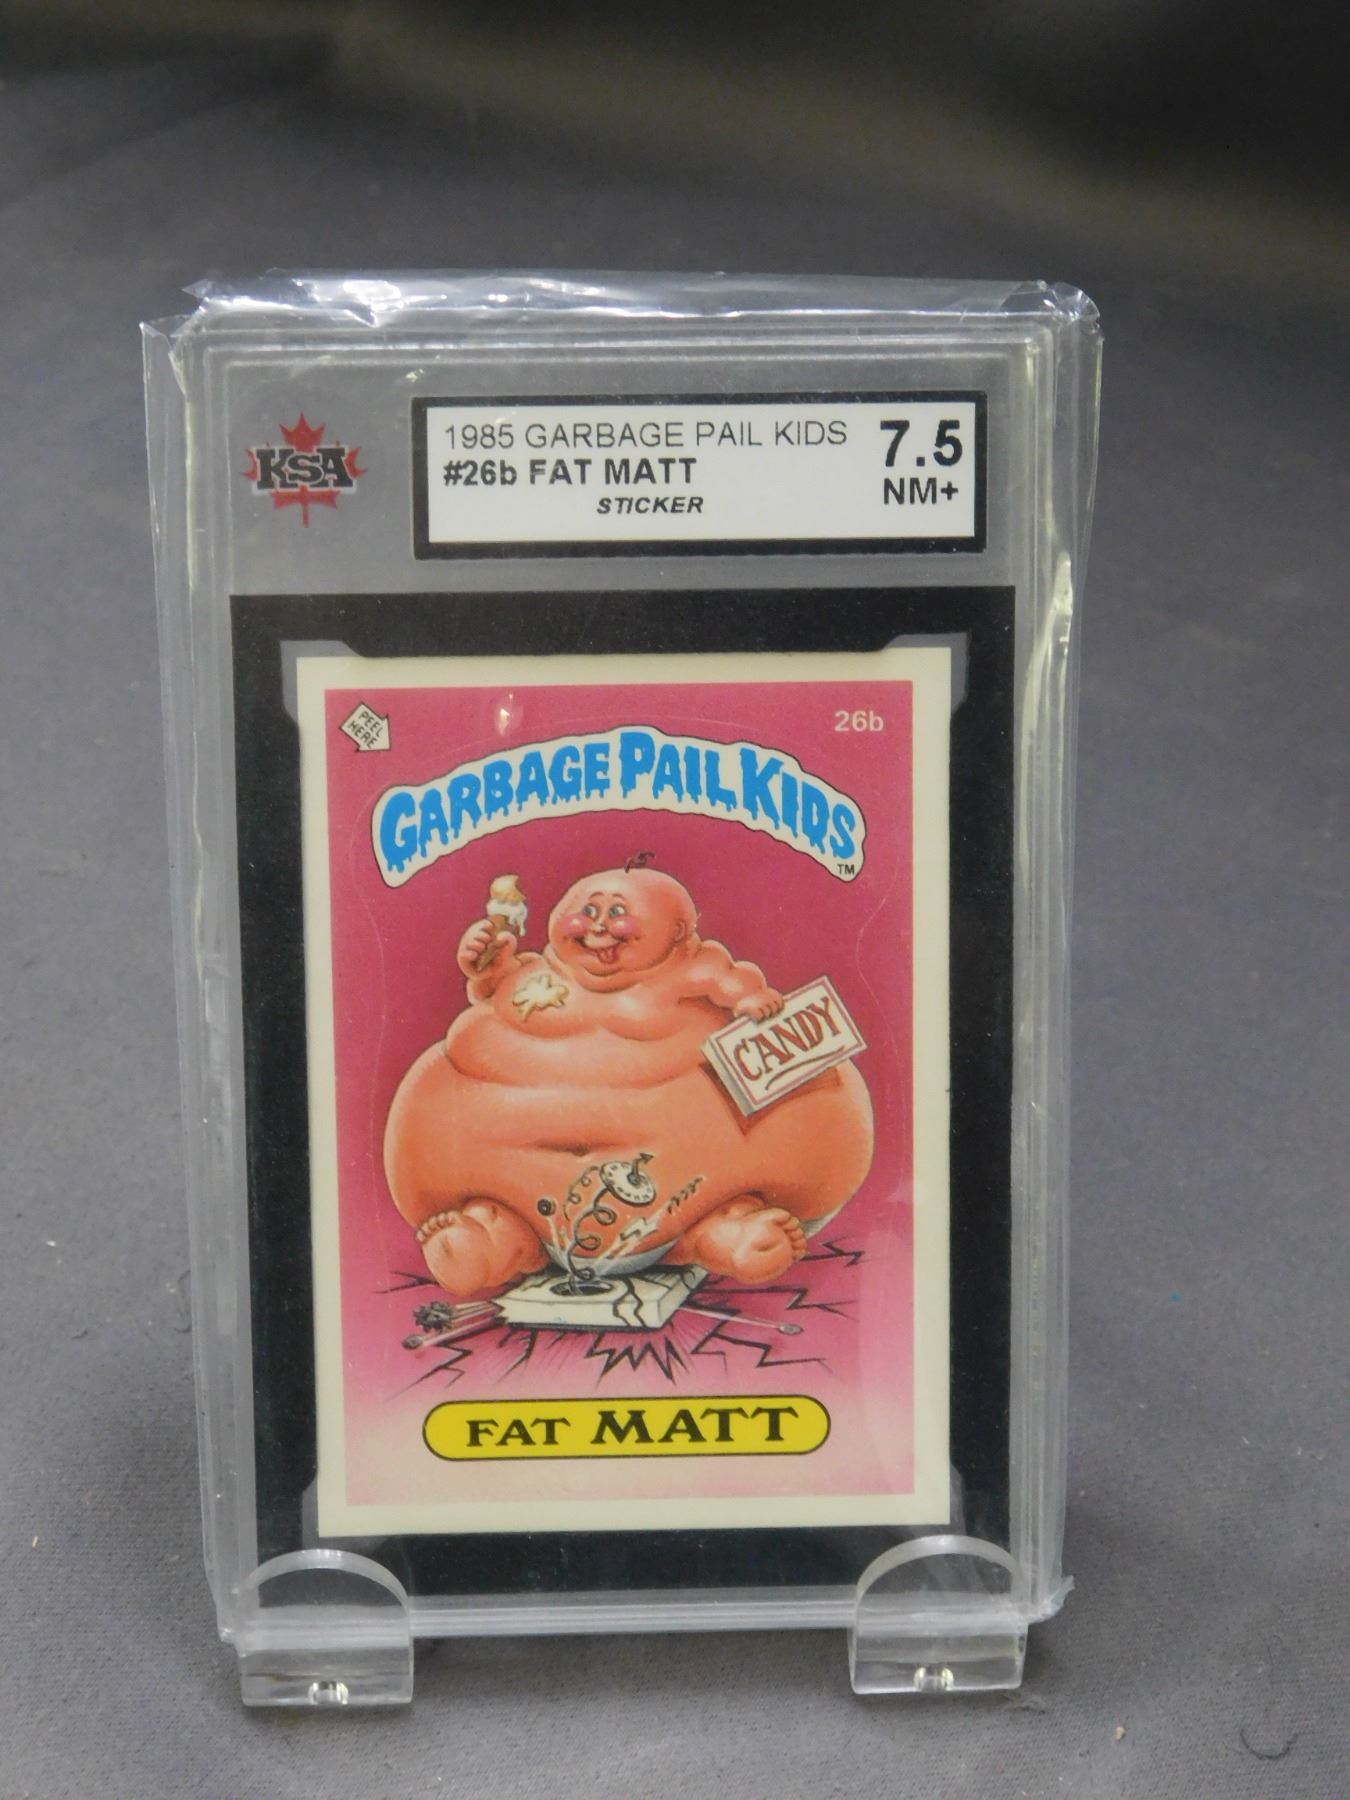 KSA
1985 GARBAGE PAIL KIDS
#26b FAT MATT
STICKER
7.5
NM+
PEEL
HERE
26b
GARBAGE PAIL KIDS
TM
CANDY
FAT MATT